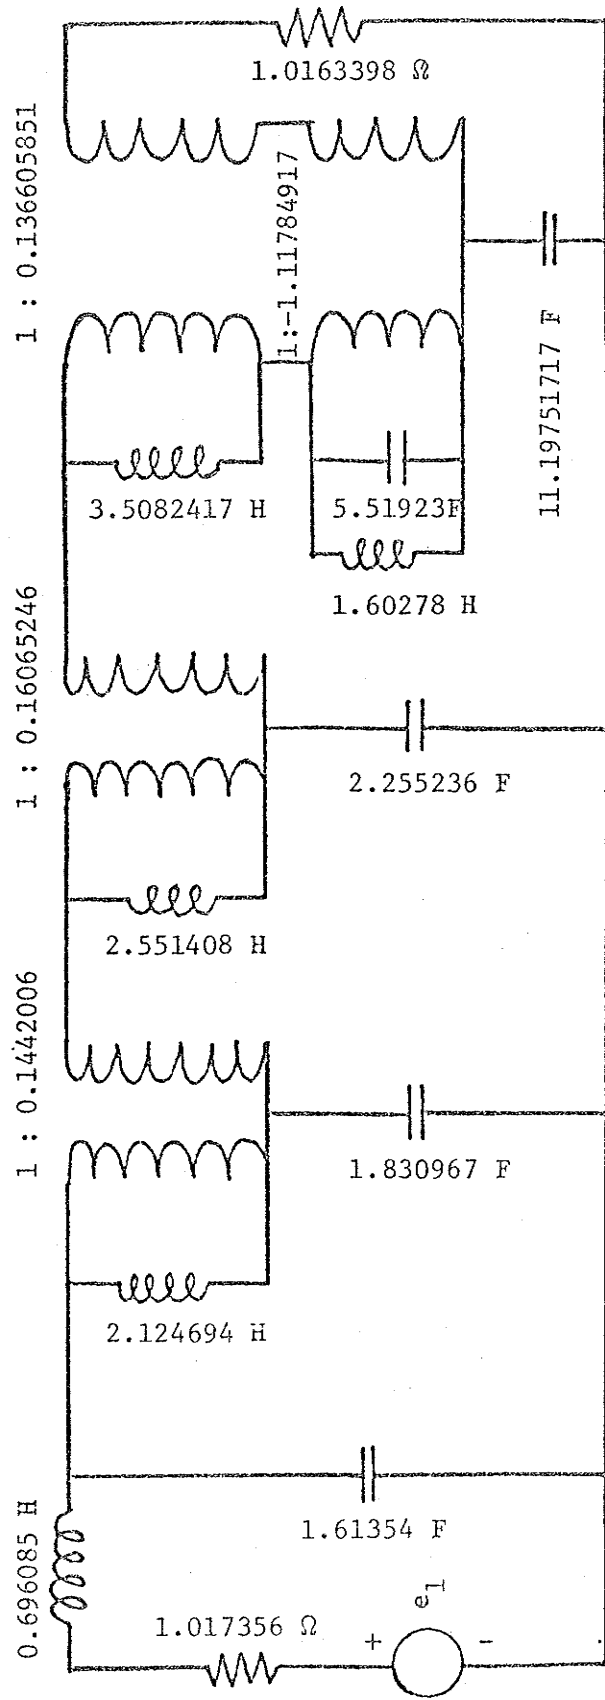 1.0163398 Ω
1 : 0.136605851
1:-1.11784917
3.5082417 H
5.51923F
11.19751717 F
1.60278 H
1 : 0.16065246
2.255236 F
2.551408 H
1 : 0.1442006
1.830967 F
2.124694 H
0.696085 H
1.61354 F
1.017356 Ω
+
e1
-